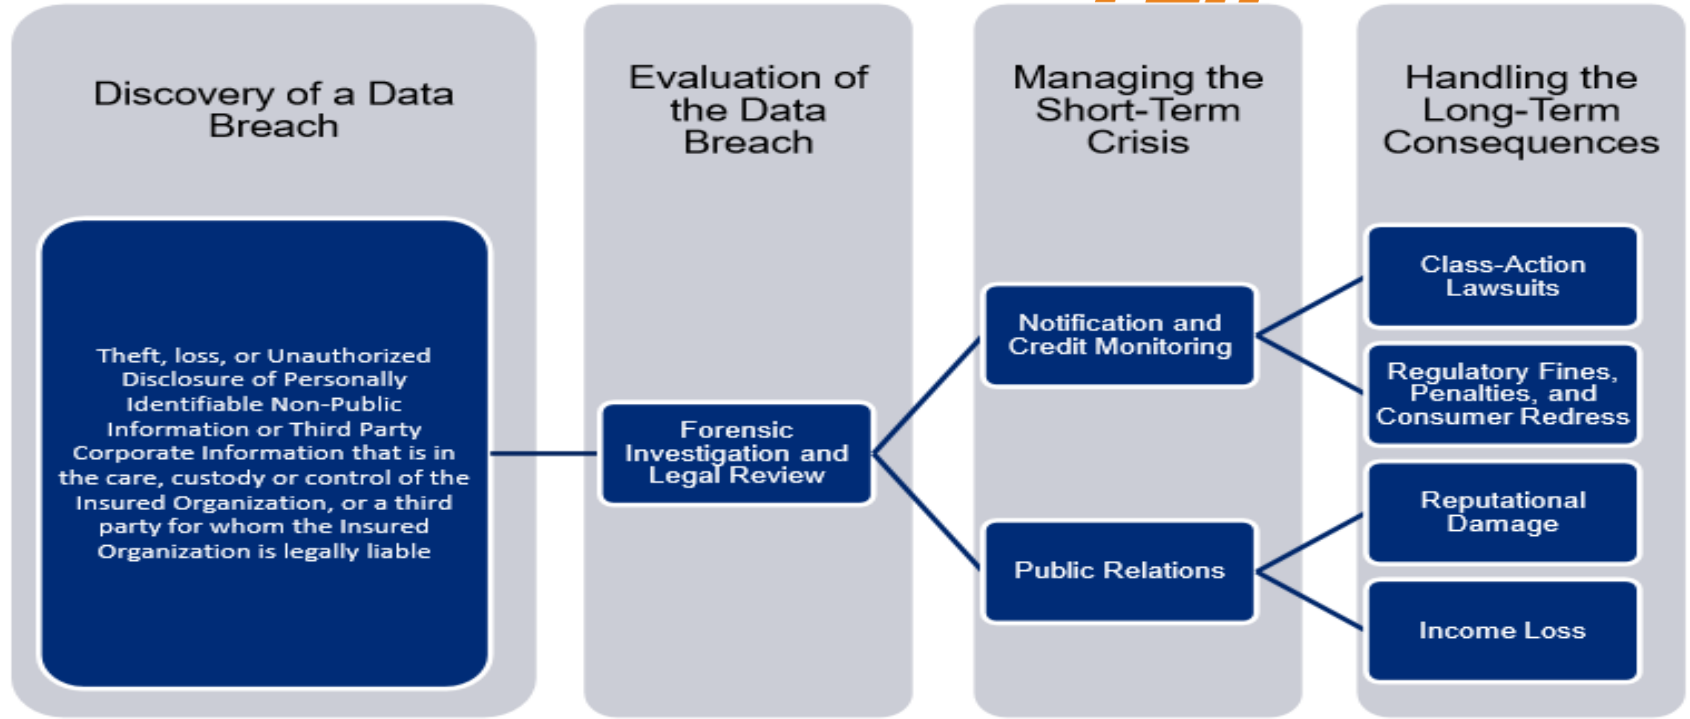 Discovery of a Data
Breach
Theft, loss, or Unauthorized
Disclosure of Personally
Identifiable Non-Public
Information or Third Party
Corporate Information that is in
the care, custody or control of the
Insured Organization, or a third
party for whom the Insured
Organization is legally liable
Evaluation of
the Data
Breach
Forensic
Investigation and
Legal Review
Managing the
Short-Term
Crisis
Notification and
Credit Monitoring
Public Relations
Handling the
Long-Term
Consequences
Class-Action
Lawsuits
Regulatory Fines,
Penalties, and
Consumer Redress
Reputational
Damage
Income Loss